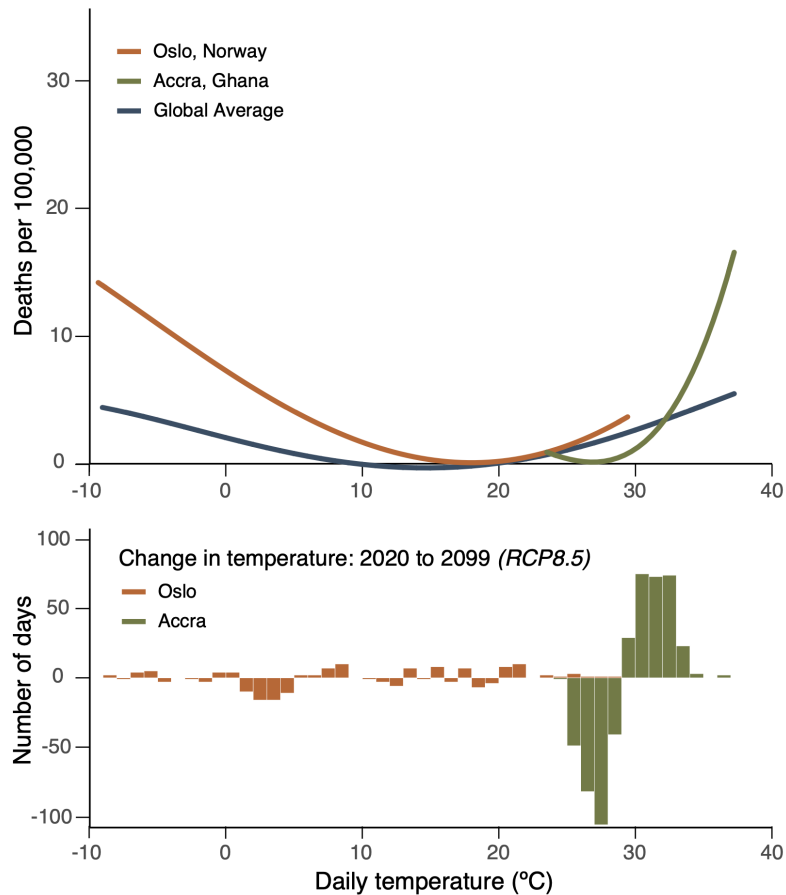 Oslo, Norway
Accra, Ghana
Global Average
Deaths per 100,000
30
20
10
0
-10 0 10 20 30 40
Change in temperature: 2020 to 2099 (RCP8.5)
Oslo
Accra
Number of days
100
50
0
-50
-100
-10 0 10 20 30 40
Daily temperature (ºC)